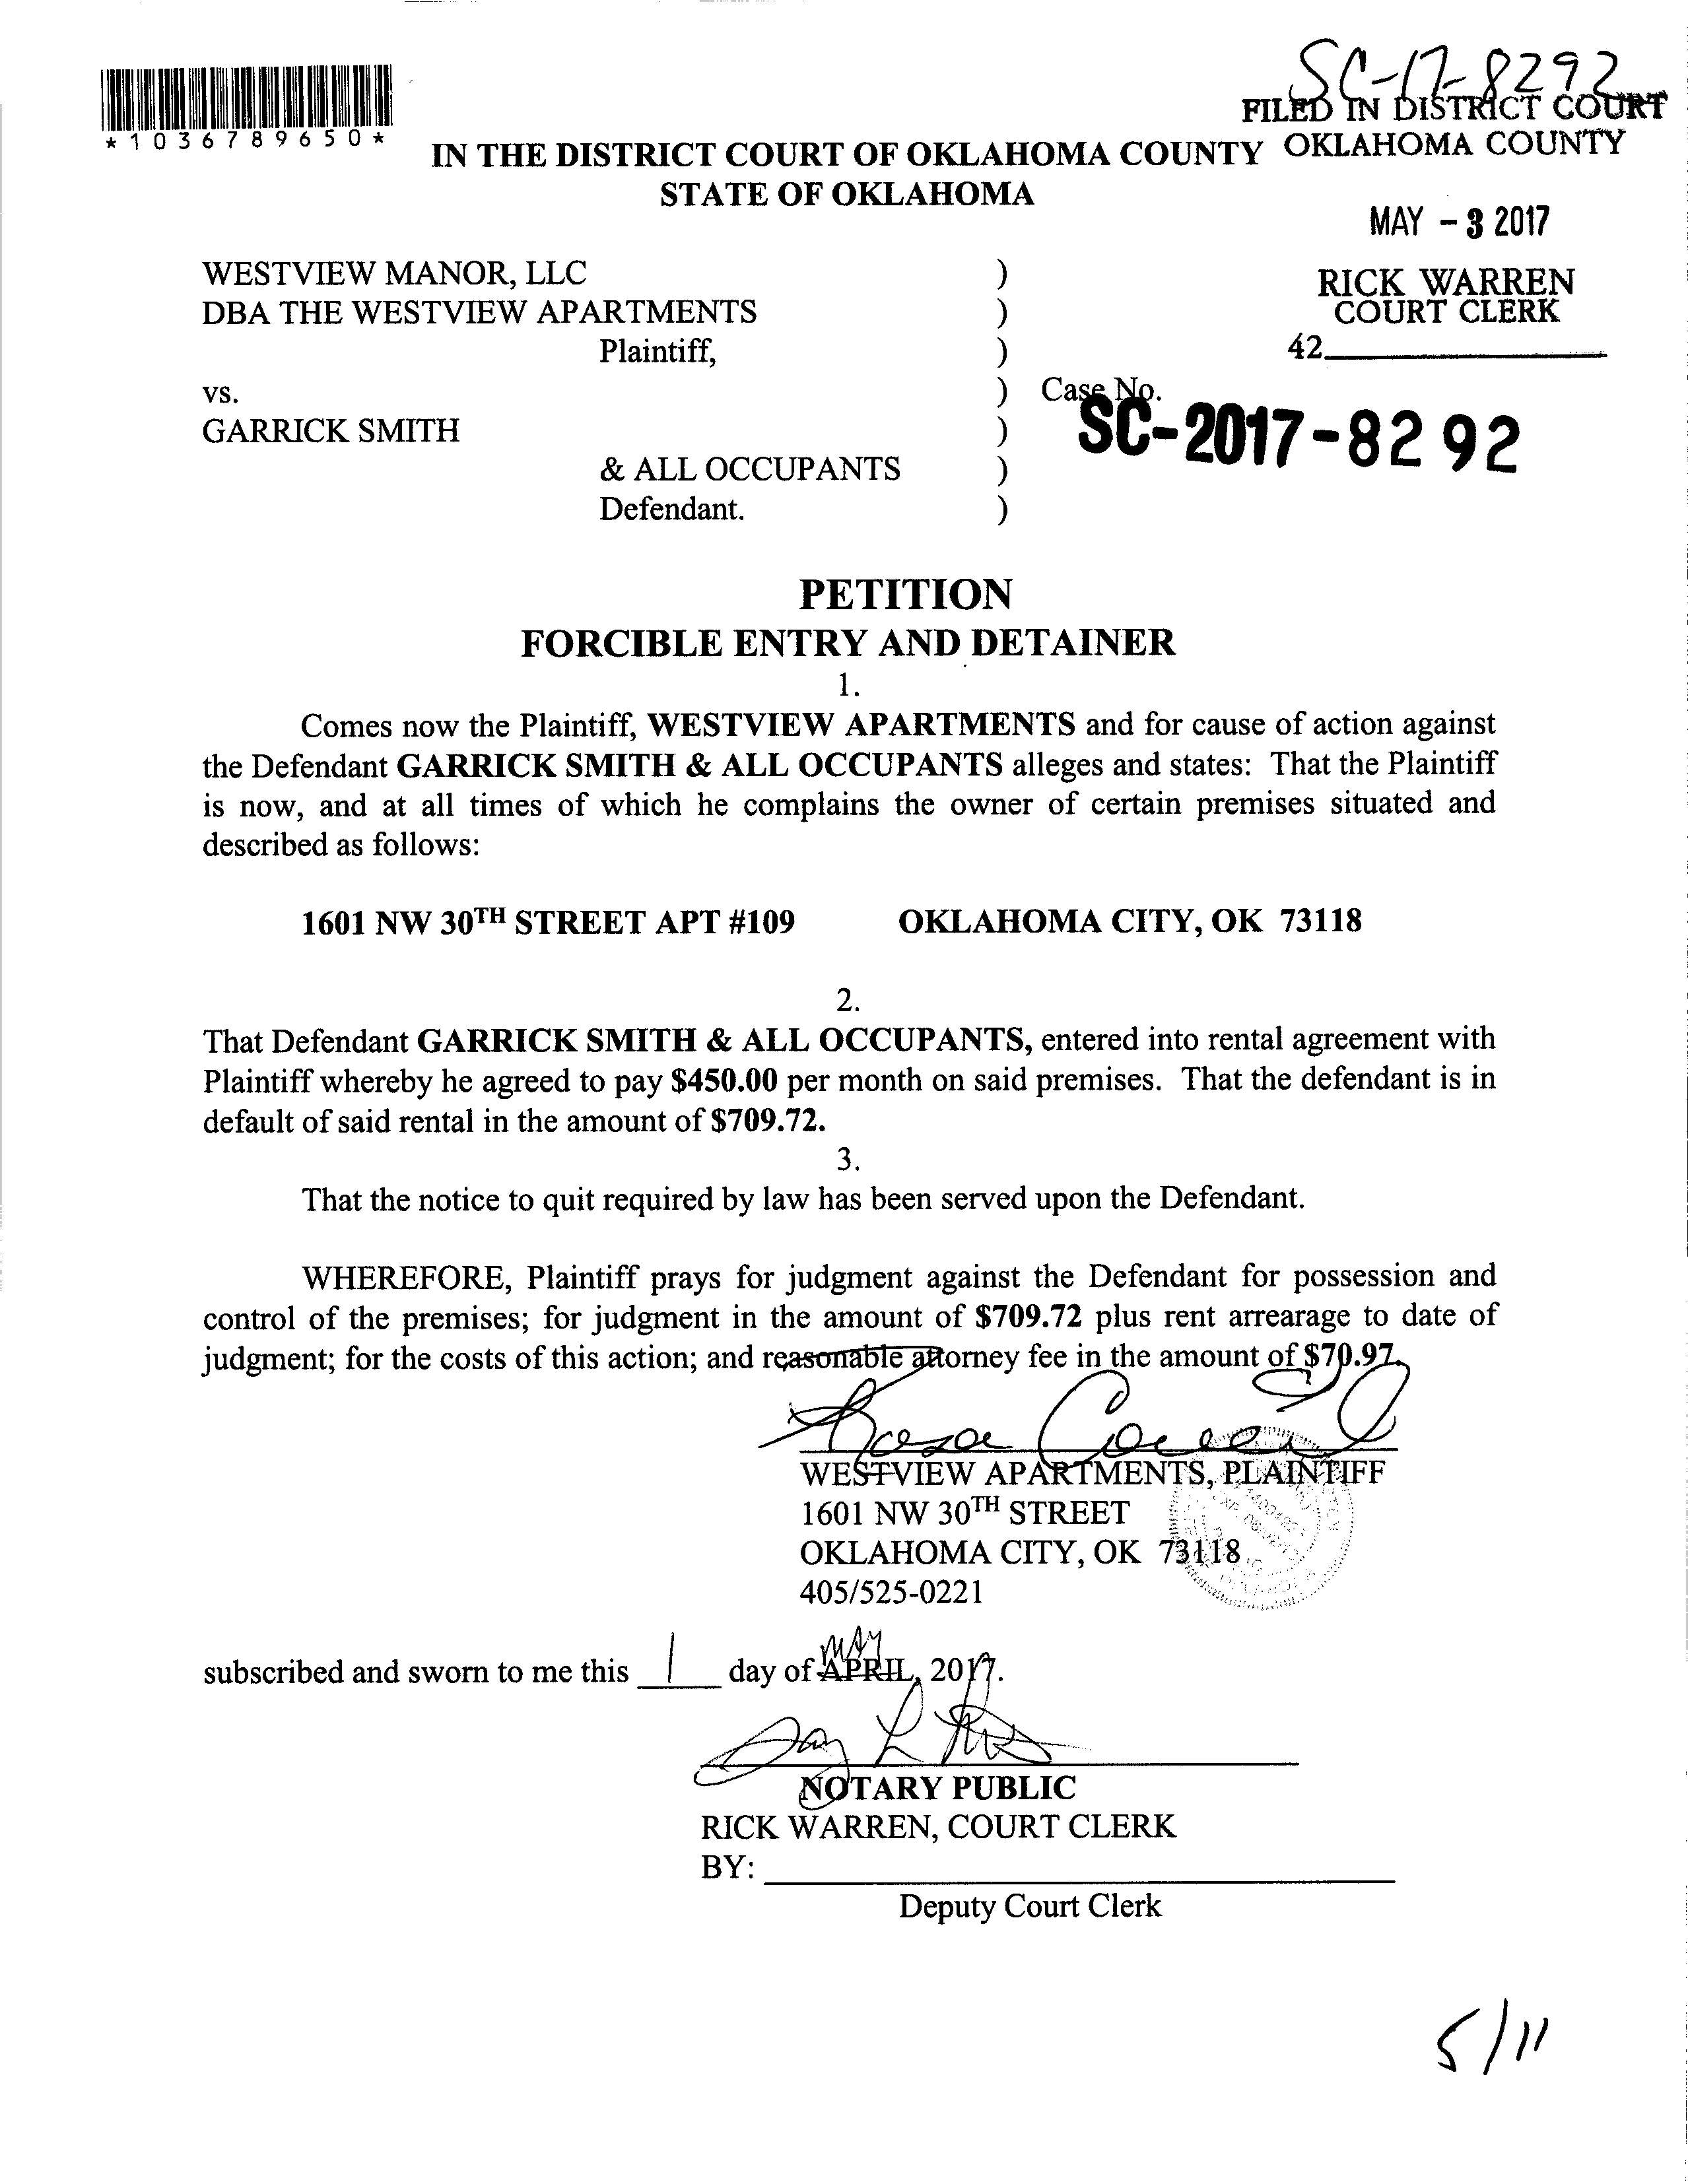 SC-17-8292
FILED IN DISTRICT COURT
OKLAHOMA COUNTY
*1036789650*
IN THE DISTRICT COURT OF OKLAHOMA COUNTY
STATE OF OKLAHOMA
MAY - 3 2017
WESTVIEW MANOR, LLC )
DBA THE WESTVIEW APARTMENTS )
Plaintiff, )
RICK WARREN
COURT CLERK
42
vs. ) Case No.
SC-2017-8292
GARRICK SMITH )
& ALL OCCUPANTS )
Defendant. )
PETITION
FORCIBLE ENTRY AND DETAINER
1.
Comes now the Plaintiff, WESTVIEW APARTMENTS and for cause of action against
the Defendant GARRICK SMITH & ALL OCCUPANTS alleges and states: That the Plaintiff
is now, and at all times of which he complains the owner of certain premises situated and
described as follows:
1601 NW 30TH STREET APT #109 OKLAHOMA CITY, OK 73118
2.
That Defendant GARRICK SMITH & ALL OCCUPANTS, entered into rental agreement with
Plaintiff whereby he agreed to pay $450.00 per month on said premises. That the defendant is in
default of said rental in the amount of $709.72.
3.
That the notice to quit required by law has been served upon the Defendant.
WHEREFORE, Plaintiff prays for judgment against the Defendant for possession and
control of the premises; for judgment in the amount of $709.72 plus rent arrearage to date of
judgment; for the costs of this action; and reasonable attorney fee in the amount of $70.97.
WESTVIEW APARTMENTS, PLAINTIFF
1601 NW 30TH STREET
OKLAHOMA CITY, OK 73118
405/525-0221
MAY
subscribed and sworn to me this 1 day of APRIL, 2017.
NOTARY PUBLIC
RICK WARREN, COURT CLERK
BY:
Deputy Court Clerk
5/11